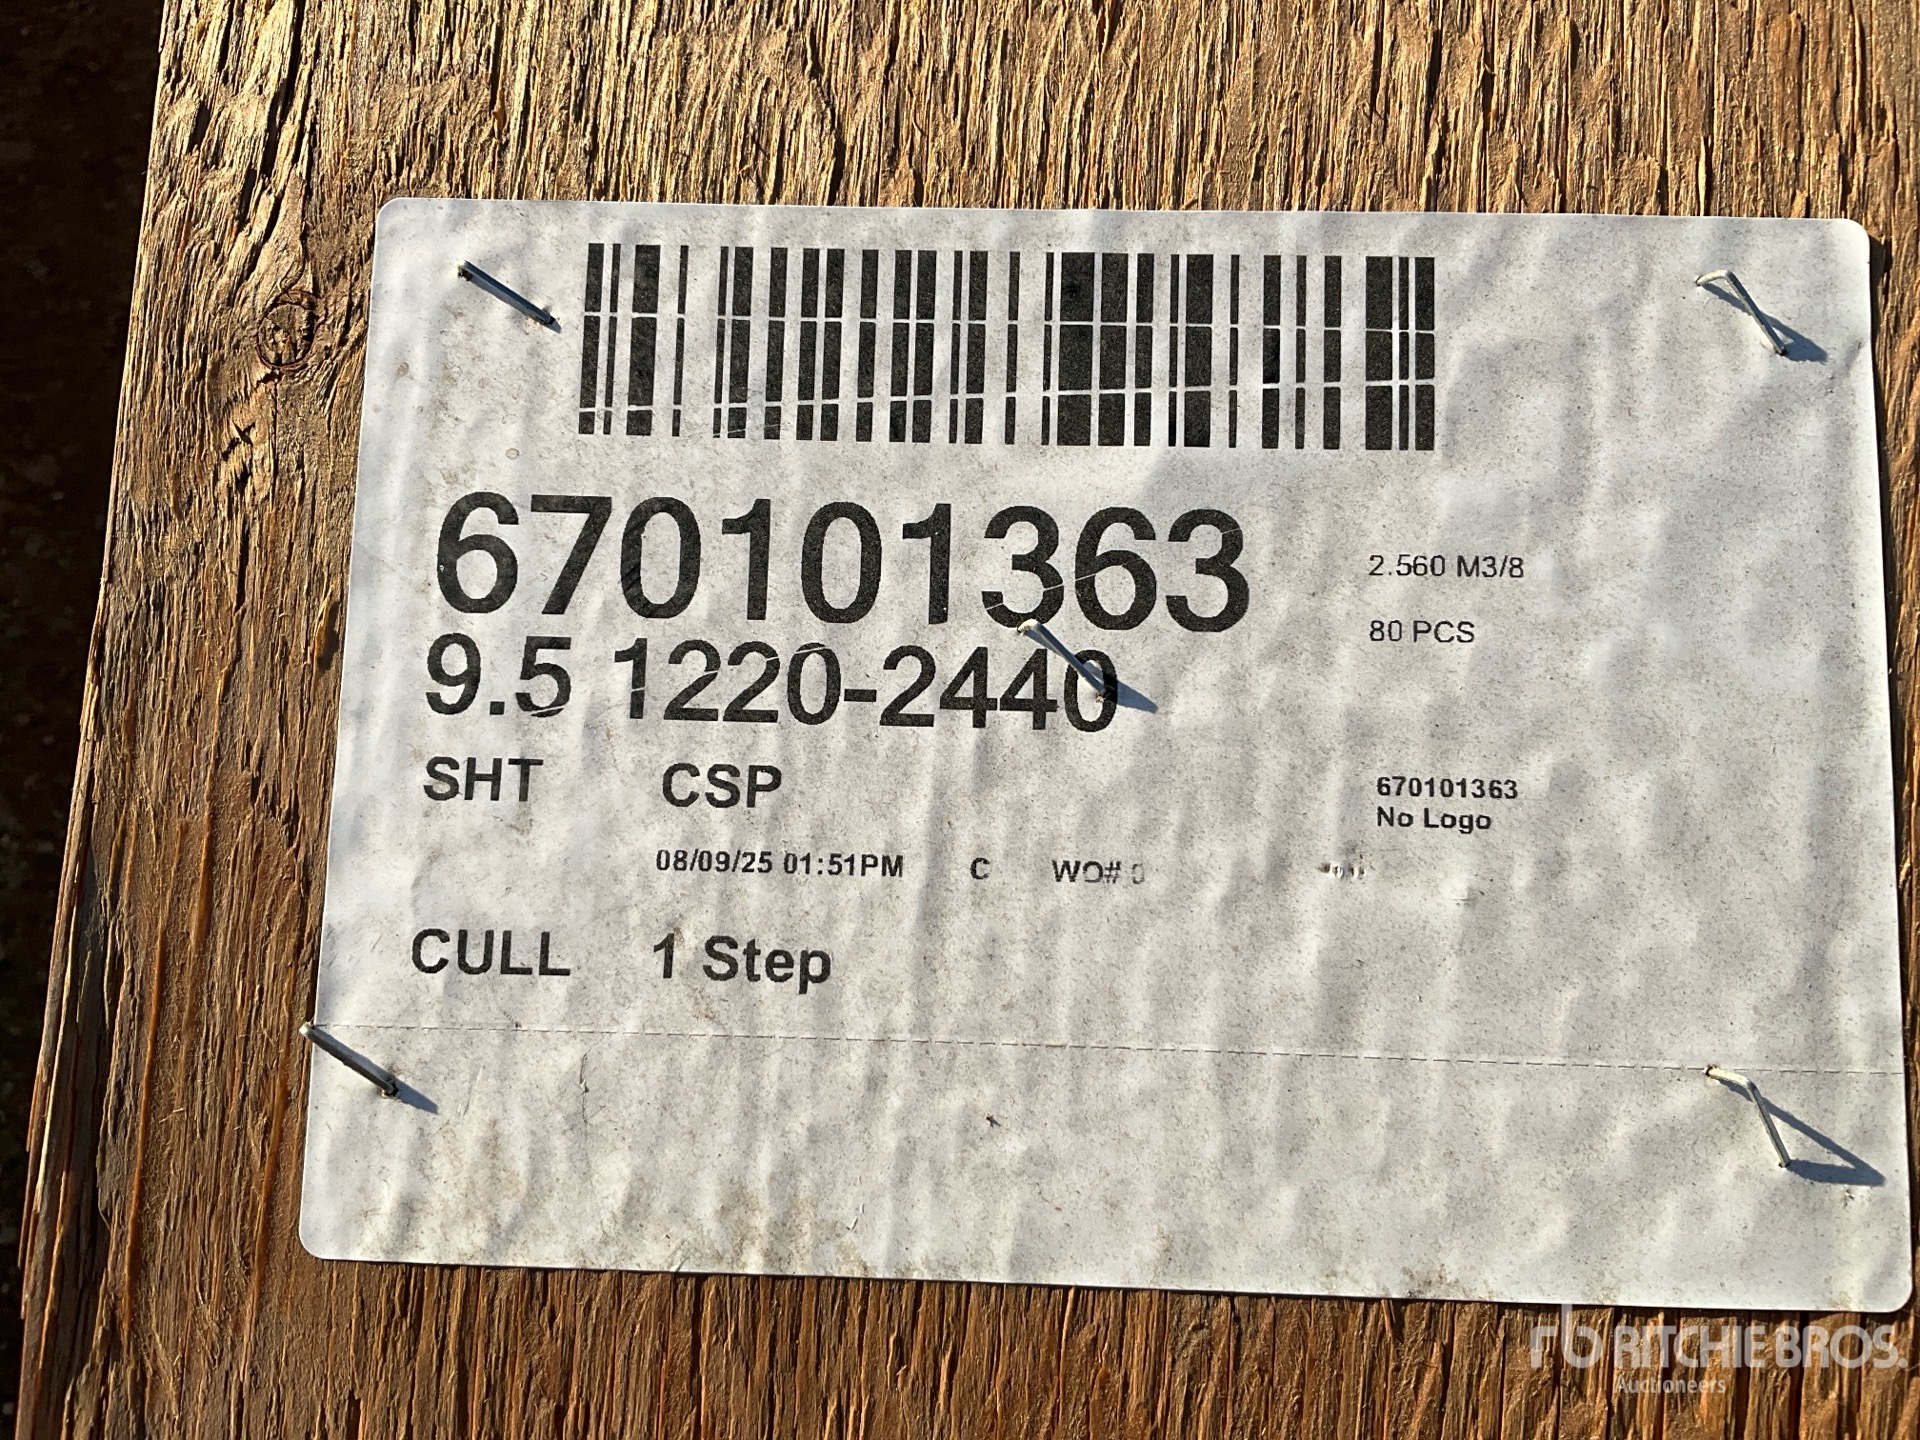 670101363
2.560 M3/8
9.5 1220-2440
80 PCS
SHT CSP
670101363
No Logo
08/09/25 01:51PM C WO#
CULL 1 Step
rb RITCHIE BROS.
Auctioneers